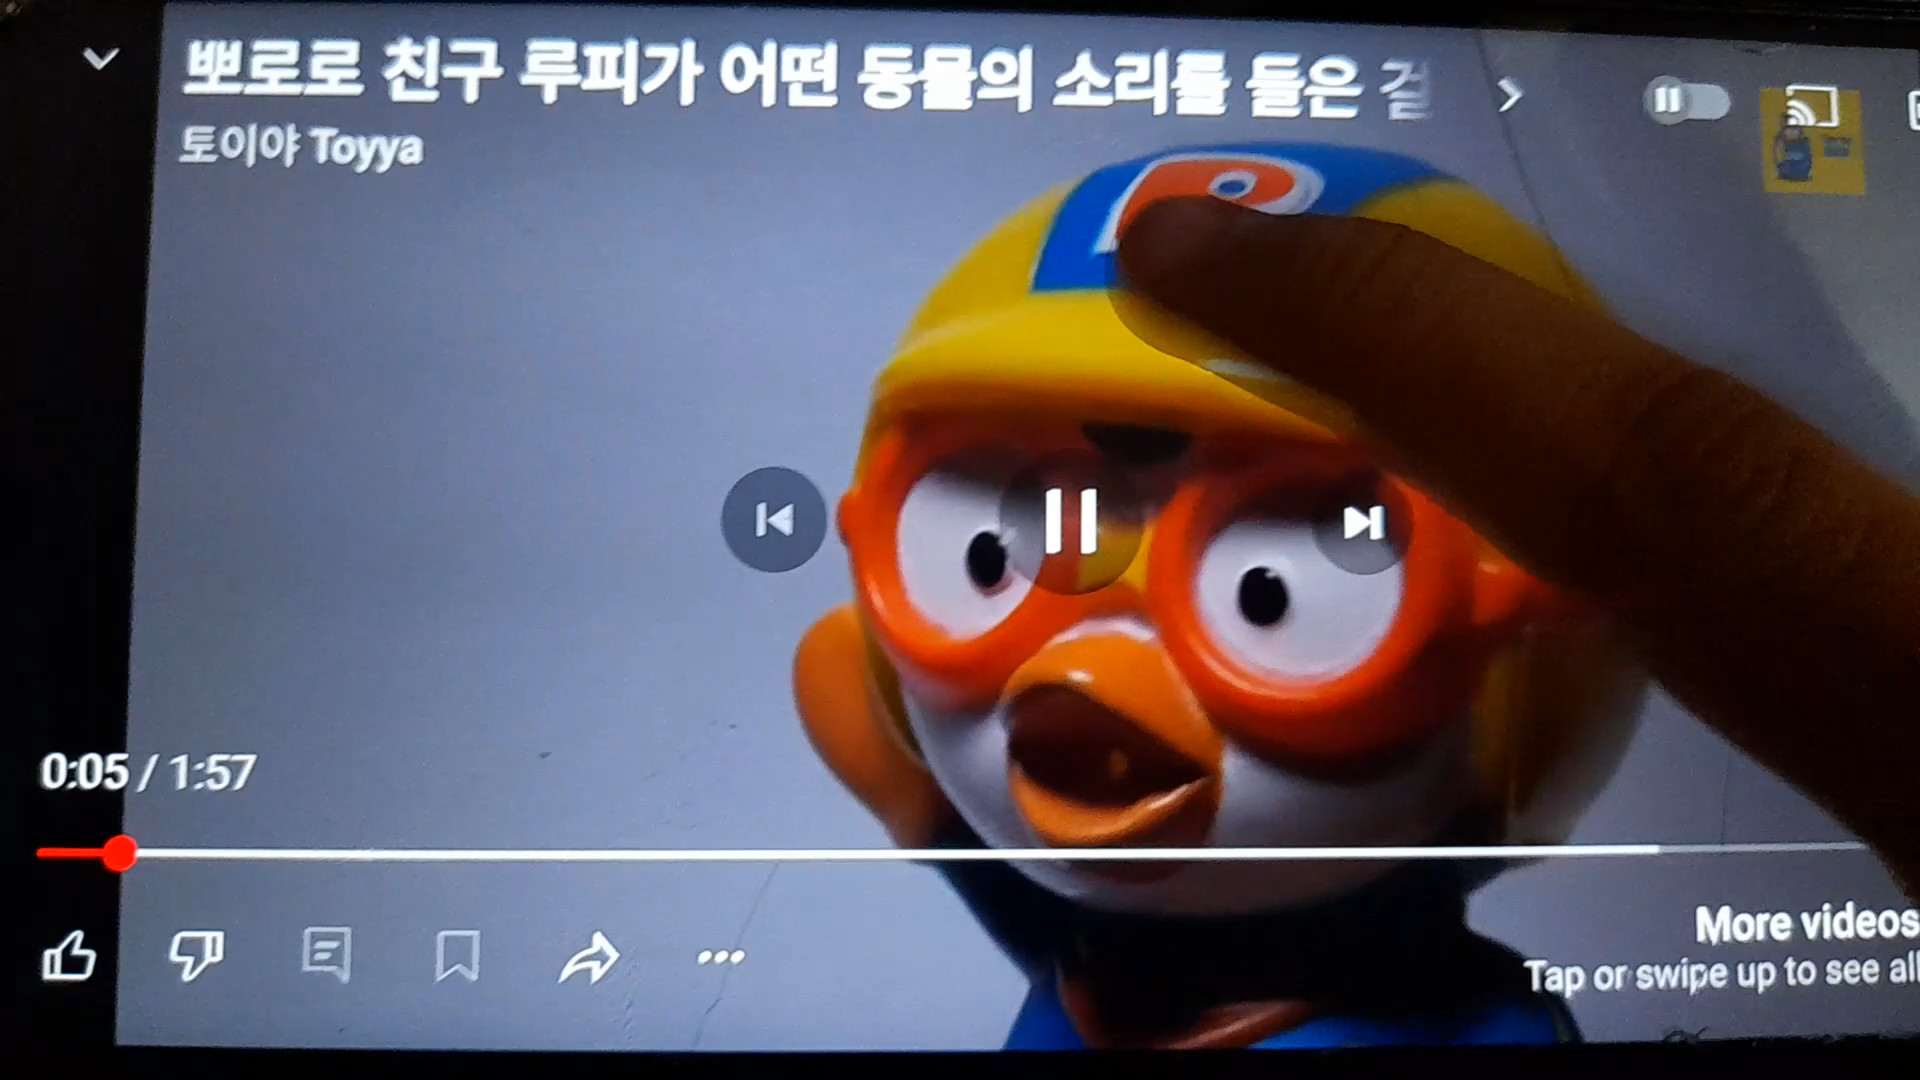 뽀로로 친구 루피가 어떤 동물의 소리를 들은 걸
토이야 Toyya
P
0:05 / 1:57
More videos
Tap or swipe up to see all